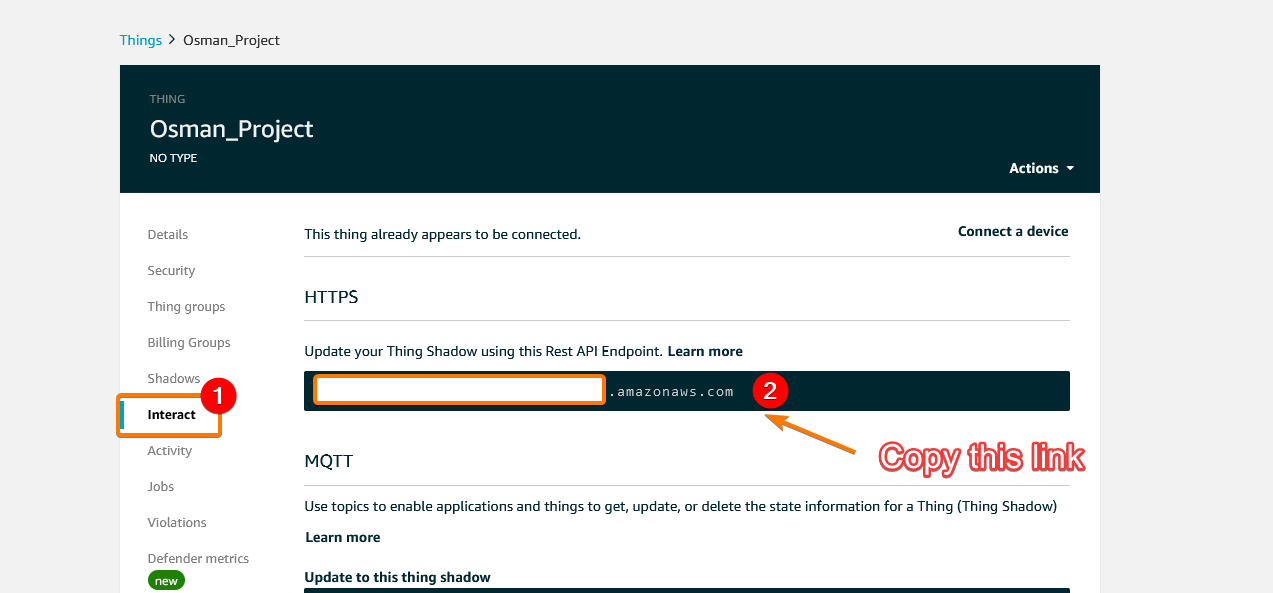 Things > Osman_Project
THING
Osman_Project
NO TYPE
Actions
Details
Security
Thing groups
Billing Groups
Shadows
1
Interact
Activity
Jobs
Violations
Defender metrics
new
This thing already appears to be connected.
Connect a device
HTTPS
Update your Thing Shadow using this Rest API Endpoint. Learn more
.amazonaws.com
2
Copy this link
MQTT
Use topics to enable applications and things to get, update, or delete the state information for a Thing (Thing Shadow)
Learn more
Update to this thing shadow